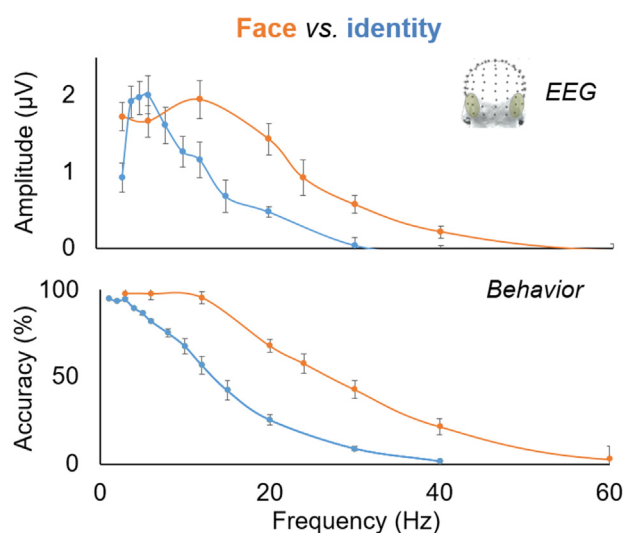 Face vs. identity
EEG
Amplitude (µV)
2
1
0
Behavior
Accuracy (%)
100
50
0
0 20 40 60
Frequency (Hz)